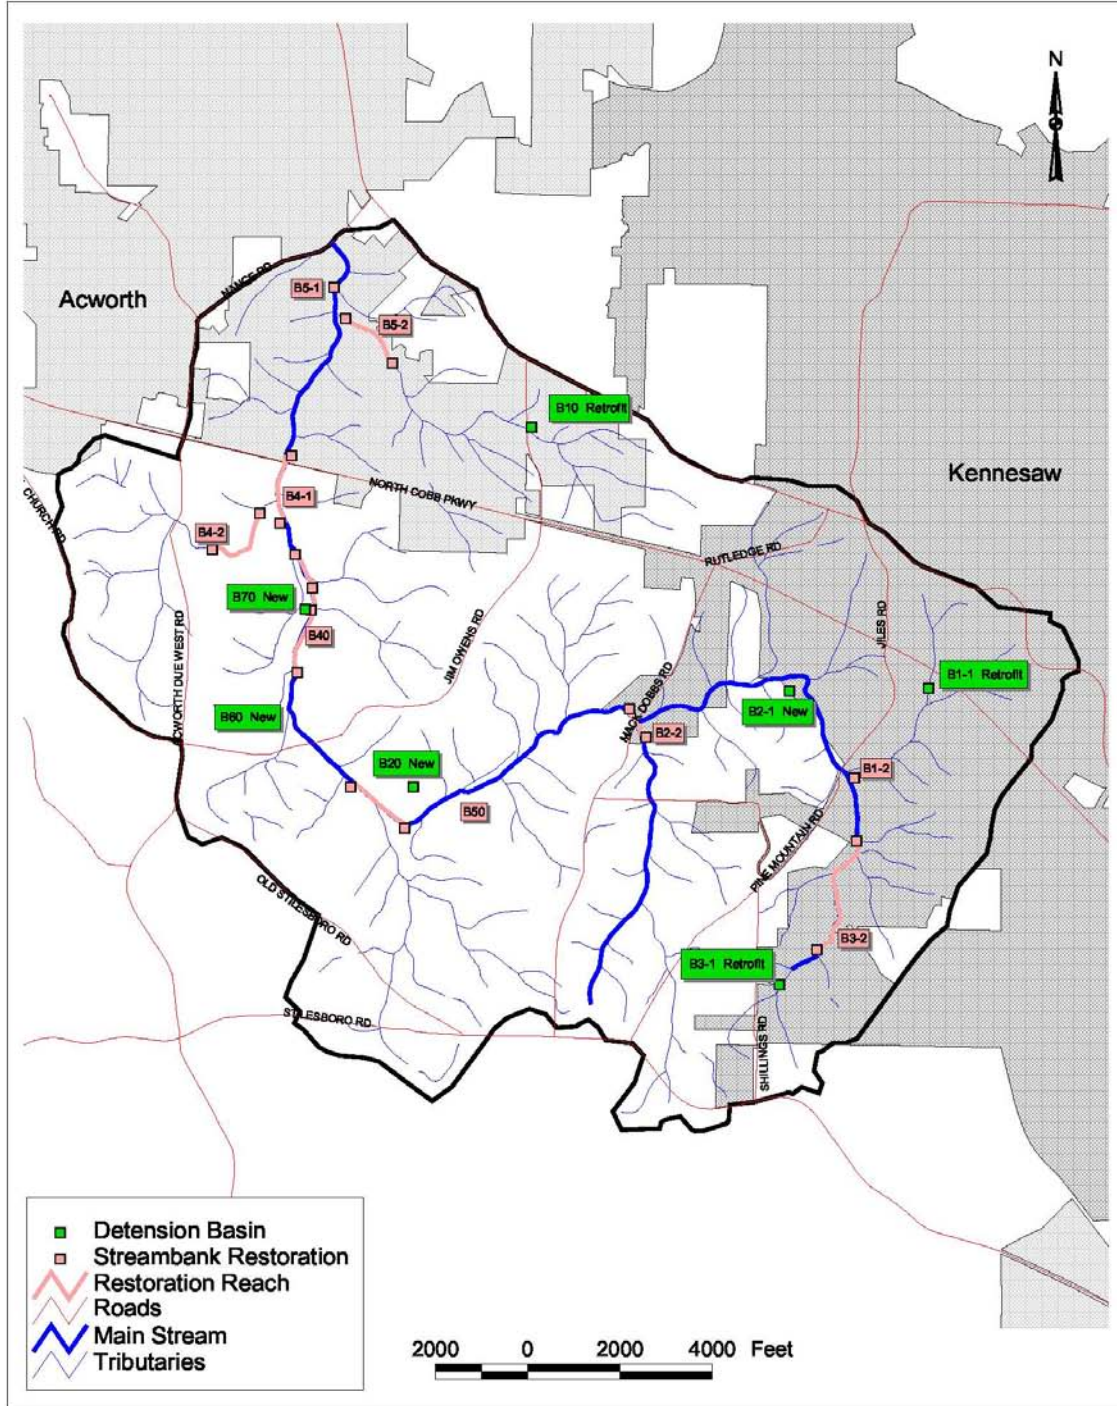 N
Acworth
NANCE RD
B5-1
B5-2
B10 Retrofit
Kennesaw
NORTH COBB PKWY
B4-1
CHURCH RD
B4-2
RUTLEDGE RD
B70 New
JILES RD
B40
JIM OWENS RD
ACWORTH DUE WEST RD
B1-1 Retrofit
MACK DOBBS RD
B60 New
B2-1 New
B2-2
B20 New
B1-2
B50
PINE MOUNTAIN RD
OLD STILESBORO RD
B3-2
B3-1 Retrofit
STILESBORO RD
SHILLINGS RD
Detension Basin
Streambank Restoration
Restoration Reach
Roads
Main Stream
Tributaries
2000 0 2000 4000 Feet